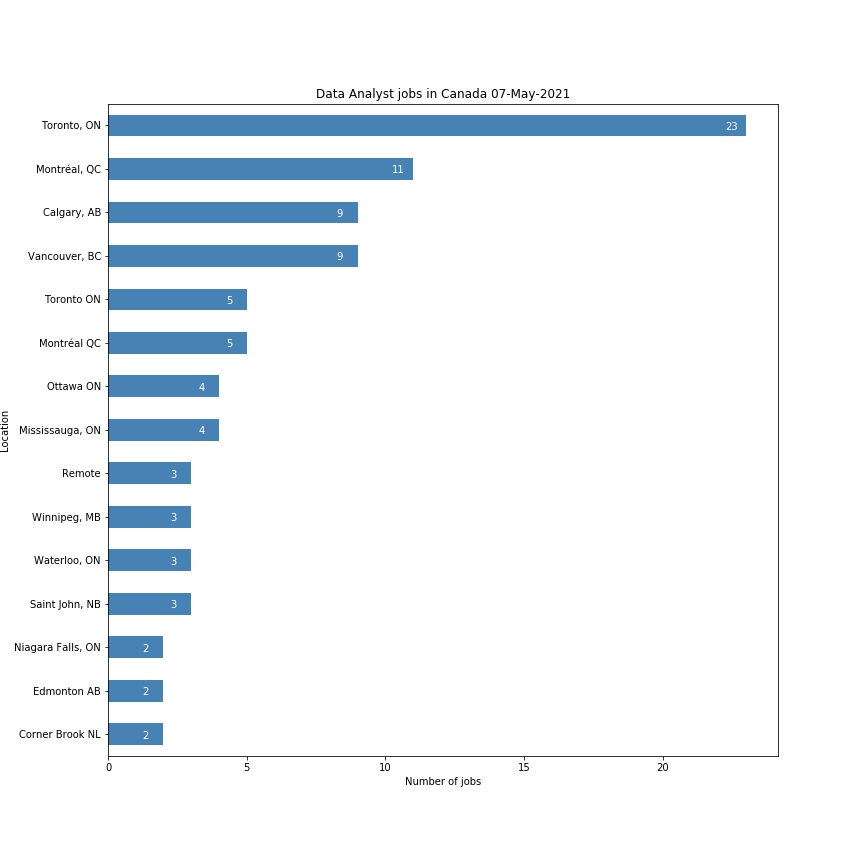 Data Analyst jobs in Canada 07-May-2021
Toronto, ON 23
Montréal, QC 11
Calgary, AB 9
Vancouver, BC 9
Toronto ON 5
Montréal QC 5
Ottawa ON 4
Mississauga, ON 4
Location
Remote 3
Winnipeg, MB 3
Waterloo, ON 3
Saint John, NB 3
Niagara Falls, ON 2
Edmonton AB 2
Corner Brook NL 2
0 5 10 15 20
Number of jobs